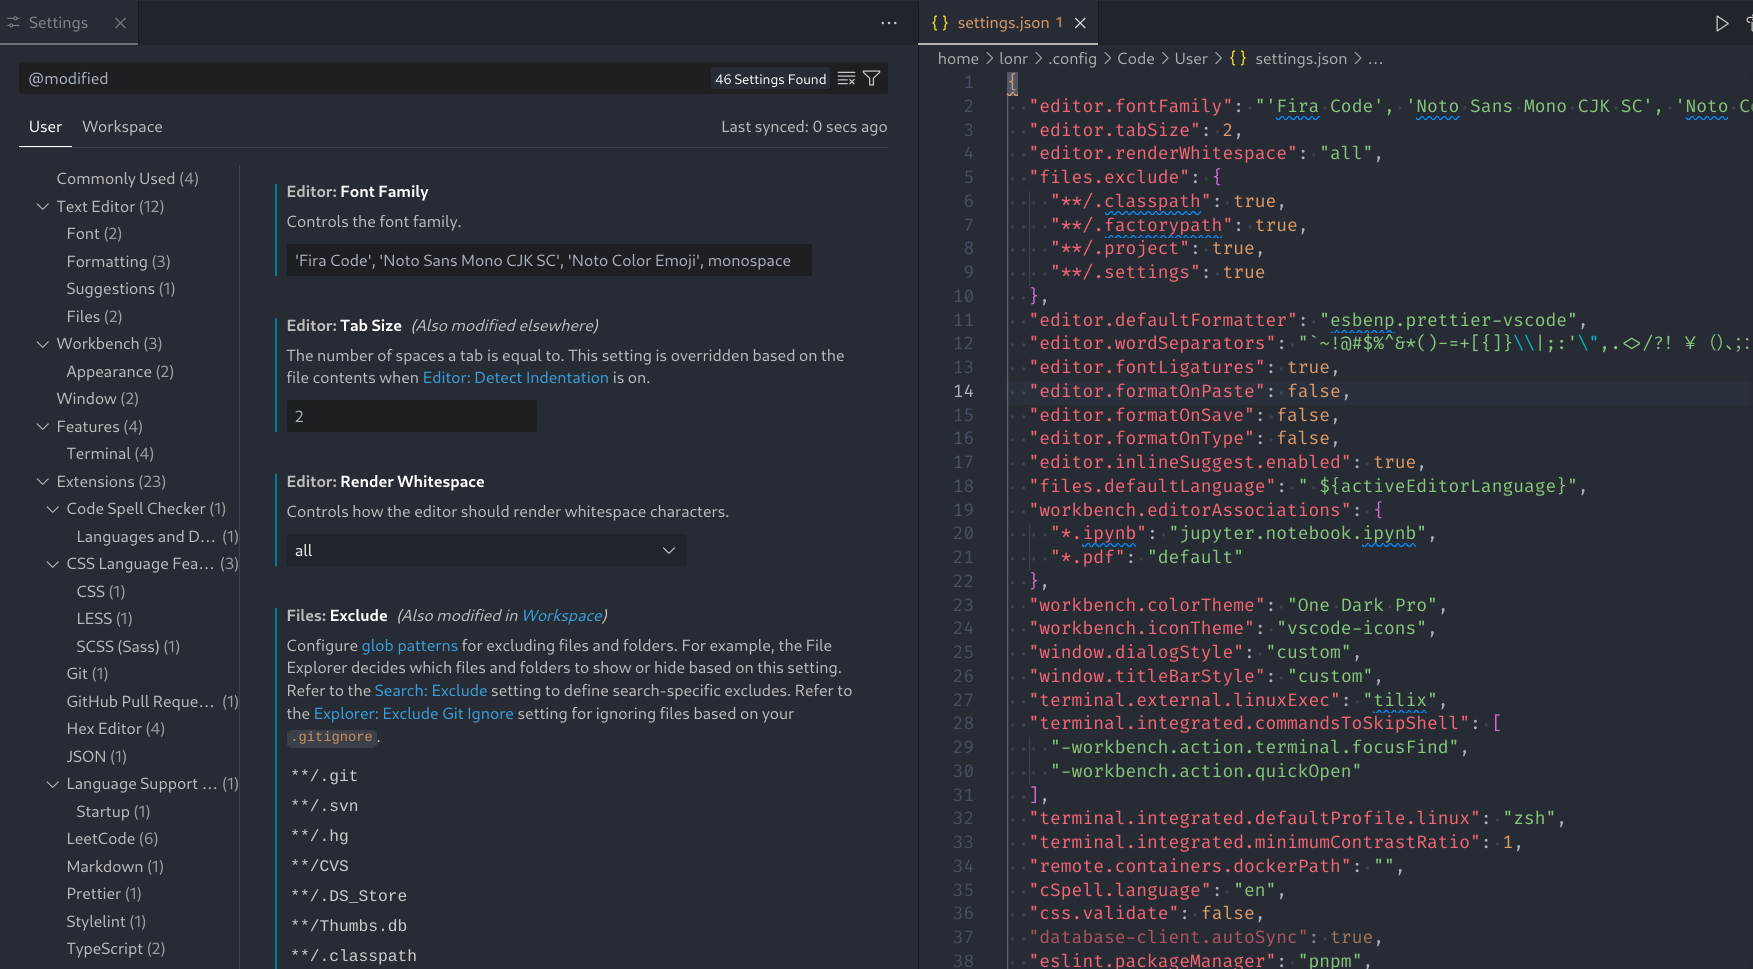 Settings
@modified
46 Settings Found
User Workspace
Last synced: 0 secs ago
Commonly Used (4)
Text Editor (12)
Font (2)
Formatting (3)
Suggestions (1)
Files (2)
Workbench (3)
Appearance (2)
Window (2)
Features (4)
Terminal (4)
Extensions (23)
Code Spell Checker (1)
Languages and D... (1)
CSS Language Fea... (3)
CSS (1)
LESS (1)
SCSS (Sass) (1)
Git (1)
GitHub Pull Reque... (1)
Hex Editor (4)
JSON (1)
Language Support ... (1)
Startup (1)
LeetCode (6)
Markdown (1)
Prettier (1)
Stylelint (1)
TypeScript (2)
Editor: Font Family
Controls the font family.
'Fira Code', 'Noto Sans Mono CJK SC', 'Noto Color Emoji', monospace
Editor: Tab Size (Also modified elsewhere)
The number of spaces a tab is equal to. This setting is overridden based on the
file contents when Editor: Detect Indentation is on.
2
Editor: Render Whitespace
Controls how the editor should render whitespace characters.
all
Files: Exclude (Also modified in Workspace)
Configure glob patterns for excluding files and folders. For example, the File
Explorer decides which files and folders to show or hide based on this setting.
Refer to the Search: Exclude setting to define search-specific excludes. Refer to
the Explorer: Exclude Git Ignore setting for ignoring files based on your
.gitignore.
**/.git
**/.svn
**/.hg
**/CVS
**/.DS_Store
**/Thumbs.db
**/.classpath
{} settings.json 1
home > lonr > .config > Code > User > {} settings.json > ...
1 {
2 "editor.fontFamily": "'Fira Code', 'Noto Sans Mono CJK SC', 'Noto C
3 "editor.tabSize": 2,
4 "editor.renderWhitespace": "all",
5 "files.exclude": {
6 "**/.classpath": true,
7 "**/.factorypath": true,
8 "**/.project": true,
9 "**/.settings": true
10 },
11 "editor.defaultFormatter": "esbenp.prettier-vscode",
12 "editor.wordSeparators": "`~!@#$%^&*()-=+[{]}\\|;:'\",.<>/?! ¥ ()、;:
13 "editor.fontLigatures": true,
14 "editor.formatOnPaste": false,
15 "editor.formatOnSave": false,
16 "editor.formatOnType": false,
17 "editor.inlineSuggest.enabled": true,
18 "files.defaultLanguage": " ${activeEditorLanguage}",
19 "workbench.editorAssociations": {
20 "*.ipynb": "jupyter.notebook.ipynb",
21 "*.pdf": "default"
22 },
23 "workbench.colorTheme": "One Dark Pro",
24 "workbench.iconTheme": "vscode-icons",
25 "window.dialogStyle": "custom",
26 "window.titleBarStyle": "custom",
27 "terminal.external.linuxExec": "tilix",
28 "terminal.integrated.commandsToSkipShell": [
29 "-workbench.action.terminal.focusFind",
30 "-workbench.action.quickOpen"
31 ],
32 "terminal.integrated.defaultProfile.linux": "zsh",
33 "terminal.integrated.minimumContrastRatio": 1,
34 "remote.containers.dockerPath": "",
35 "cSpell.language": "en",
36 "css.validate": false,
37 "database-client.autoSync": true,
38 "eslint.packageManager": "pnpm",